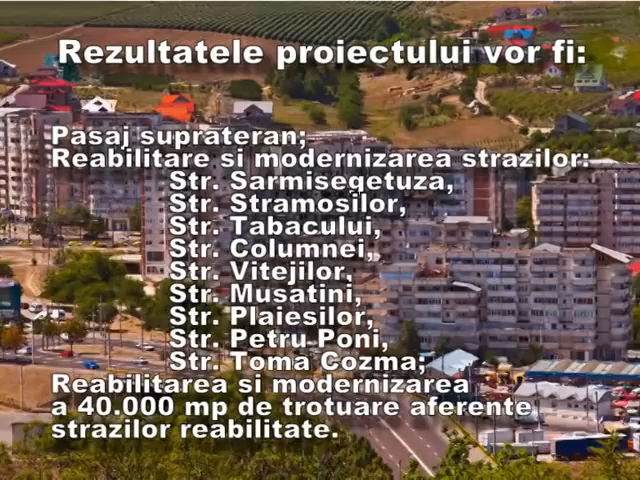 Rezultatele proiectului vor fi:
Pasaj suprateran;
Reabilitare si modernizarea strazilor:
Str. Sarmisegetuza,
Str. Stramosilor,
Str. Tabacului,
Str. Columnei,
Str. Vitejilor,
Str. Musatini,
Str. Plaiesilor,
Str. Petru Poni,
Str. Toma Cozma;
Reabilitarea si modernizarea
a 40.000 mp de trotuare aferente
strazilor reabilitate.